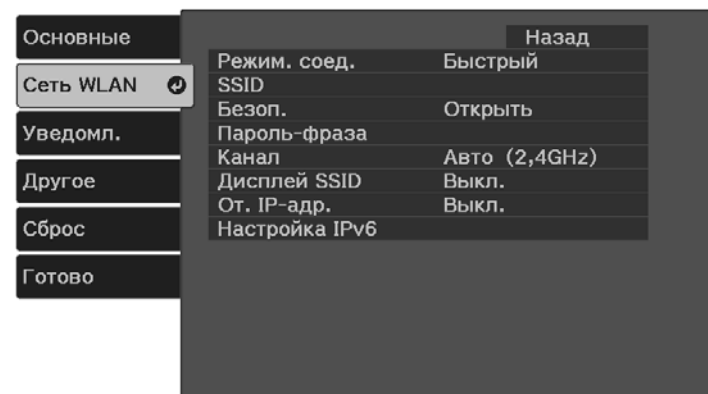 Основные
Сеть WLAN
Уведомл.
Другое
Сброс
Готово
Назад
Режим. соед. Быстрый
SSID
Безоп. Открыть
Пароль-фраза
Канал Авто (2,4GHz)
Дисплей SSID Выкл.
От. IP-адр. Выкл.
Настройка IPv6